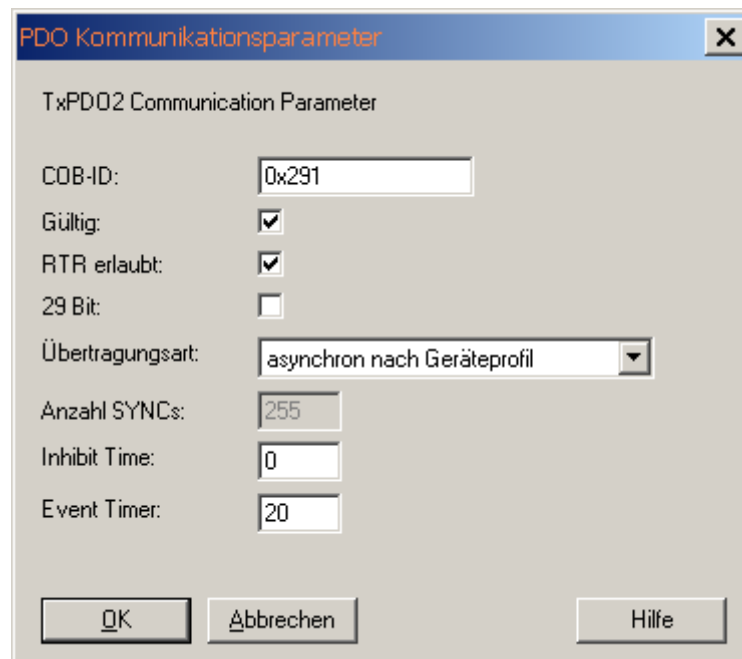 PDO Kommunikationsparameter
TxPDO2 Communication Parameter
COB-ID: 0x291
Gültig:
RTR erlaubt:
29 Bit:
Übertragungsart: asynchron nach Geräteprofil
Anzahl SYNCs: 255
Inhibit Time: 0
Event Timer: 20
OK Abbrechen Hilfe